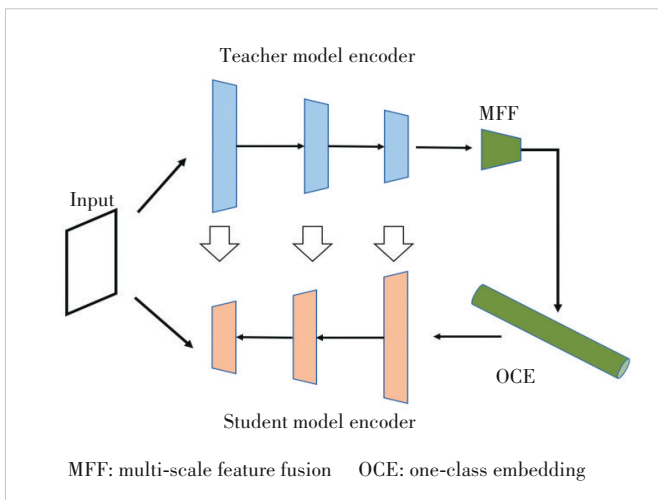 Teacher model encoder
MFF
Input
OCE
Student model encoder
MFF: multi-scale feature fusion OCE: one-class embedding